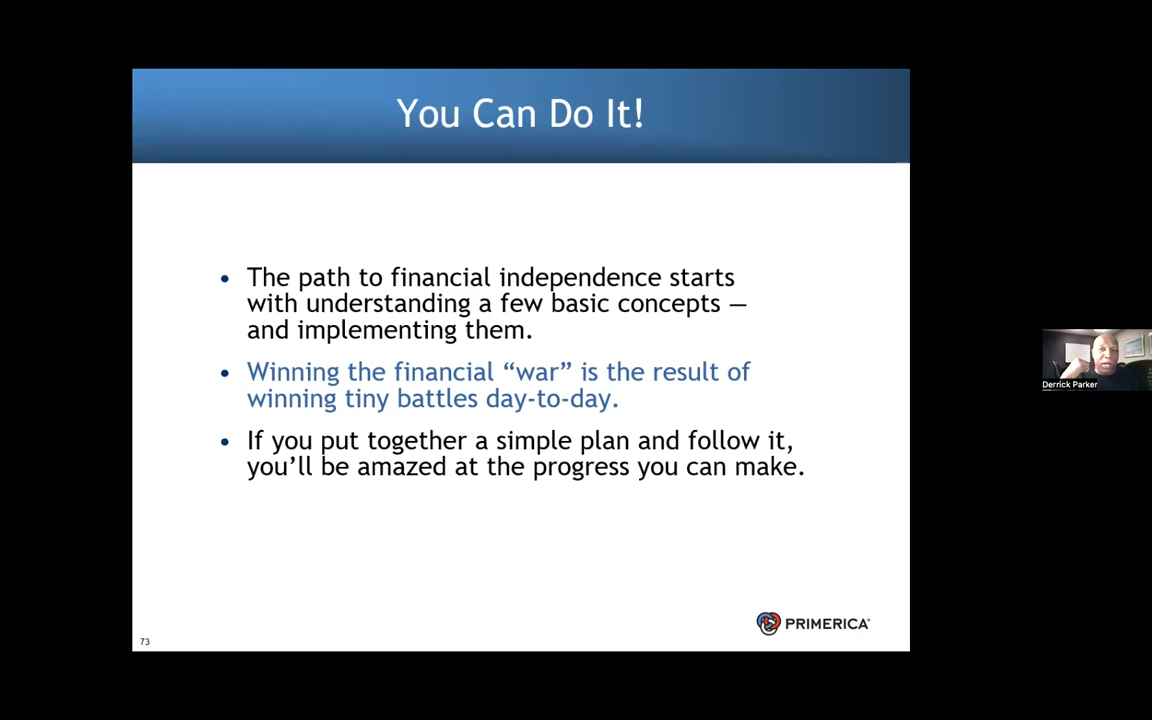 You Can Do It!
• The path to financial independence starts
with understanding a few basic concepts —
and implementing them.
• Winning the financial “war” is the result of
winning tiny battles day-to-day.
• If you put together a simple plan and follow it,
you’ll be amazed at the progress you can make.
Derrick Parker
PRIMERICA®
73